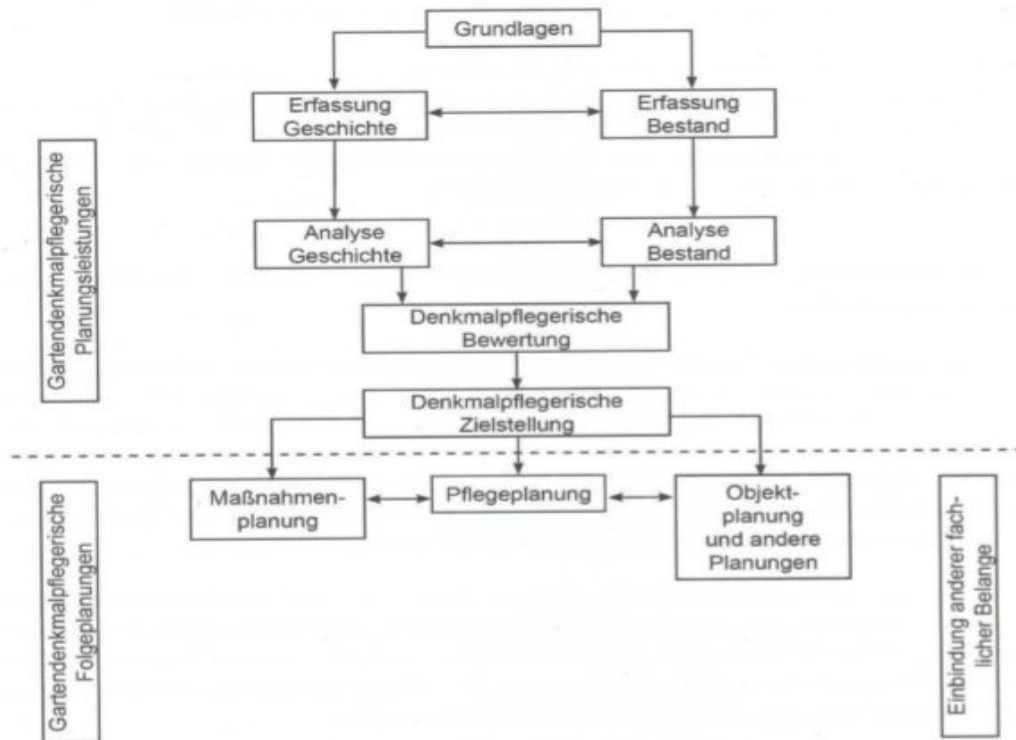 Grundlagen
Erfassung
Geschichte
Erfassung
Bestand
Analyse
Geschichte
Analyse
Bestand
Denkmalpflegerische
Bewertung
Denkmalpflegerische
Zielstellung
Gartendenkmalpflegerische
Planungsleistungen
Maßnahmen-
planung
Pflegeplanung
Objekt-
planung
und andere
Planungen
Gartendenkmalpflegerische
Folgeplanungen
Einbindung anderer fach-
licher Belange